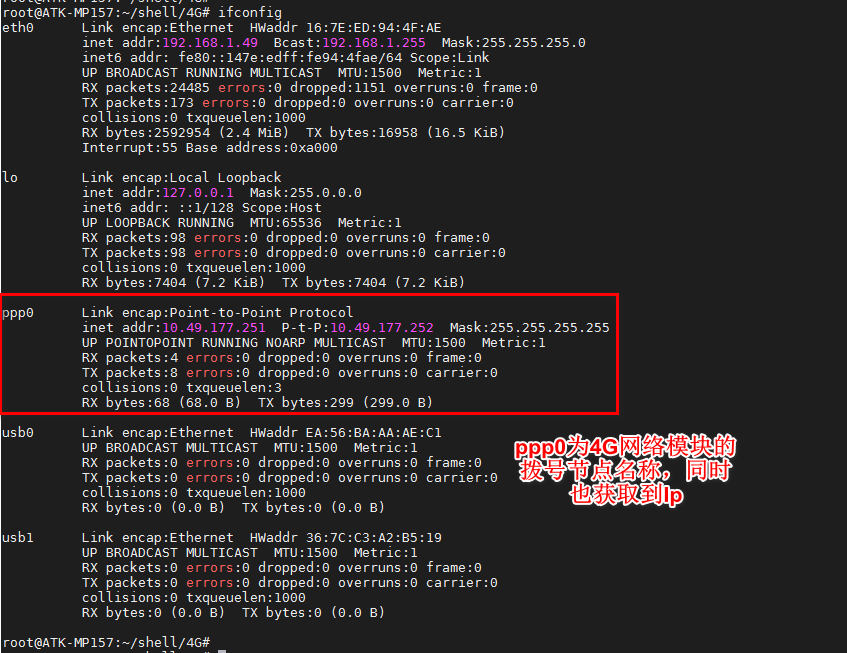 root@ATK-MP157:~/shell/4G#
root@ATK-MP157:~/shell/4G# ifconfig
eth0      Link encap:Ethernet  HWaddr 16:7E:ED:94:4F:AE
          inet addr:192.168.1.49  Bcast:192.168.1.255  Mask:255.255.255.0
          inet6 addr: fe80::147e:edff:fe94:4fae/64 Scope:Link
          UP BROADCAST RUNNING MULTICAST  MTU:1500  Metric:1
          RX packets:24485 errors:0 dropped:1151 overruns:0 frame:0
          TX packets:173 errors:0 dropped:0 overruns:0 carrier:0
          collisions:0 txqueuelen:1000
          RX bytes:2592954 (2.4 MiB)  TX bytes:16958 (16.5 KiB)
          Interrupt:55 Base address:0xa000
lo        Link encap:Local Loopback
          inet addr:127.0.0.1  Mask:255.0.0.0
          inet6 addr: ::1/128 Scope:Host
          UP LOOPBACK RUNNING  MTU:65536  Metric:1
          RX packets:98 errors:0 dropped:0 overruns:0 frame:0
          TX packets:98 errors:0 dropped:0 overruns:0 carrier:0
          collisions:0 txqueuelen:1000
          RX bytes:7404 (7.2 KiB)  TX bytes:7404 (7.2 KiB)
ppp0      Link encap:Point-to-Point Protocol
          inet addr:10.49.177.251  P-t-P:10.49.177.252  Mask:255.255.255.255
          UP POINTOPOINT RUNNING NOARP MULTICAST  MTU:1500  Metric:1
          RX packets:4 errors:0 dropped:0 overruns:0 frame:0
          TX packets:8 errors:0 dropped:0 overruns:0 carrier:0
          collisions:0 txqueuelen:3
          RX bytes:68 (68.0 B)  TX bytes:299 (299.0 B)
usb0      Link encap:Ethernet  HWaddr EA:56:BA:AA:AE:C1
          UP BROADCAST MULTICAST  MTU:1500  Metric:1
          RX packets:0 errors:0 dropped:0 overruns:0 frame:0
          TX packets:0 errors:0 dropped:0 overruns:0 carrier:0
          collisions:0 txqueuelen:1000
          RX bytes:0 (0.0 B)  TX bytes:0 (0.0 B)
ppp0为4G网络模块的
拨号节点名称，同时
也获取到Ip
usb1      Link encap:Ethernet  HWaddr 36:7C:C3:A2:B5:19
          UP BROADCAST MULTICAST  MTU:1500  Metric:1
          RX packets:0 errors:0 dropped:0 overruns:0 frame:0
          TX packets:0 errors:0 dropped:0 overruns:0 carrier:0
          collisions:0 txqueuelen:1000
          RX bytes:0 (0.0 B)  TX bytes:0 (0.0 B)
root@ATK-MP157:~/shell/4G#